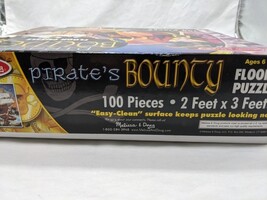 Ages 6
PIRATE'S BOUNTY FLOOR
PUZZL
100 Pieces • 2 Feet x 3 Feet
"Easy-Clean" surface keeps puzzle looking ne
Melissa & Doug